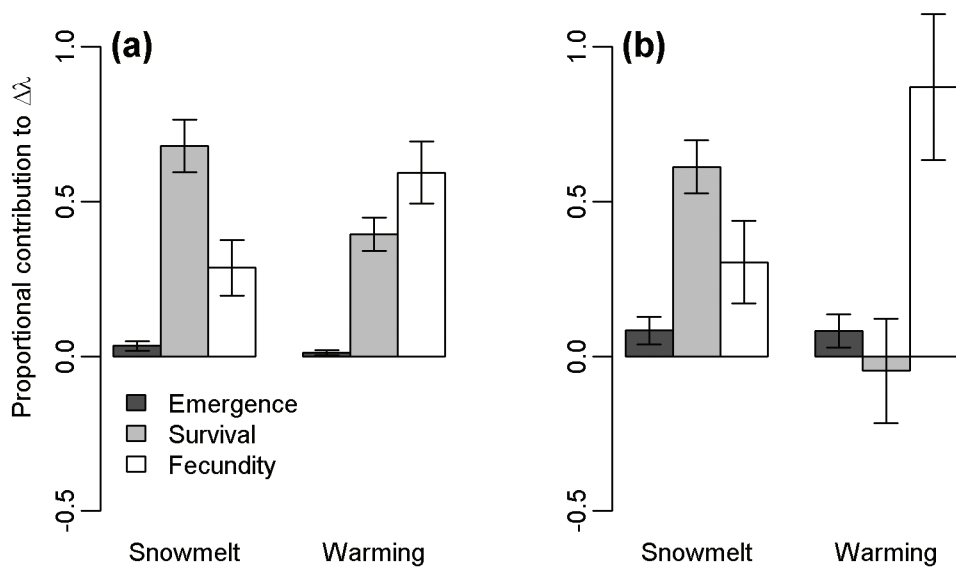 (a)
(b)
Proportional contribution to Δλ
1.0
0.5
0.0
-0.5
1.0
0.5
0.0
-0.5
Emergence
Survival
Fecundity
Snowmelt Warming
Snowmelt Warming